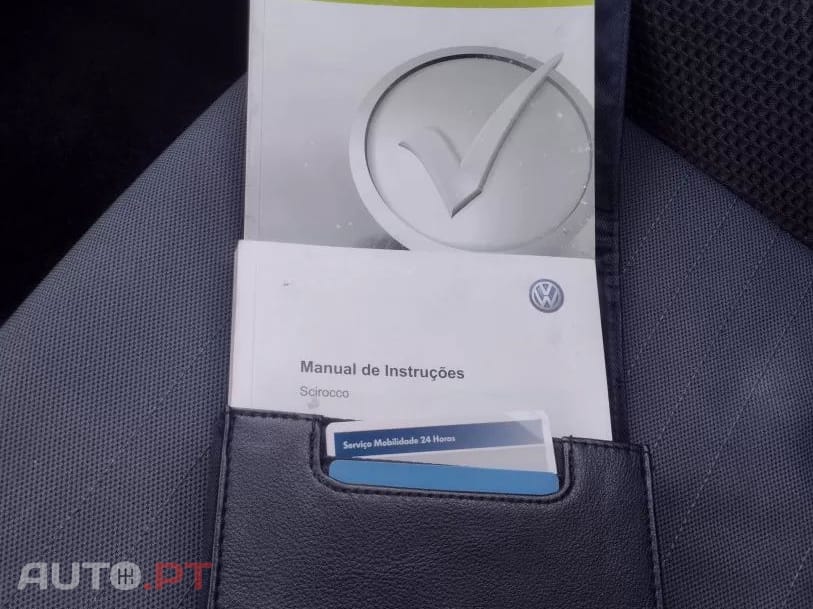 Manual de Instruções
Scirocco
Serviço Mobilidade 24 Horas
AUTO.PT